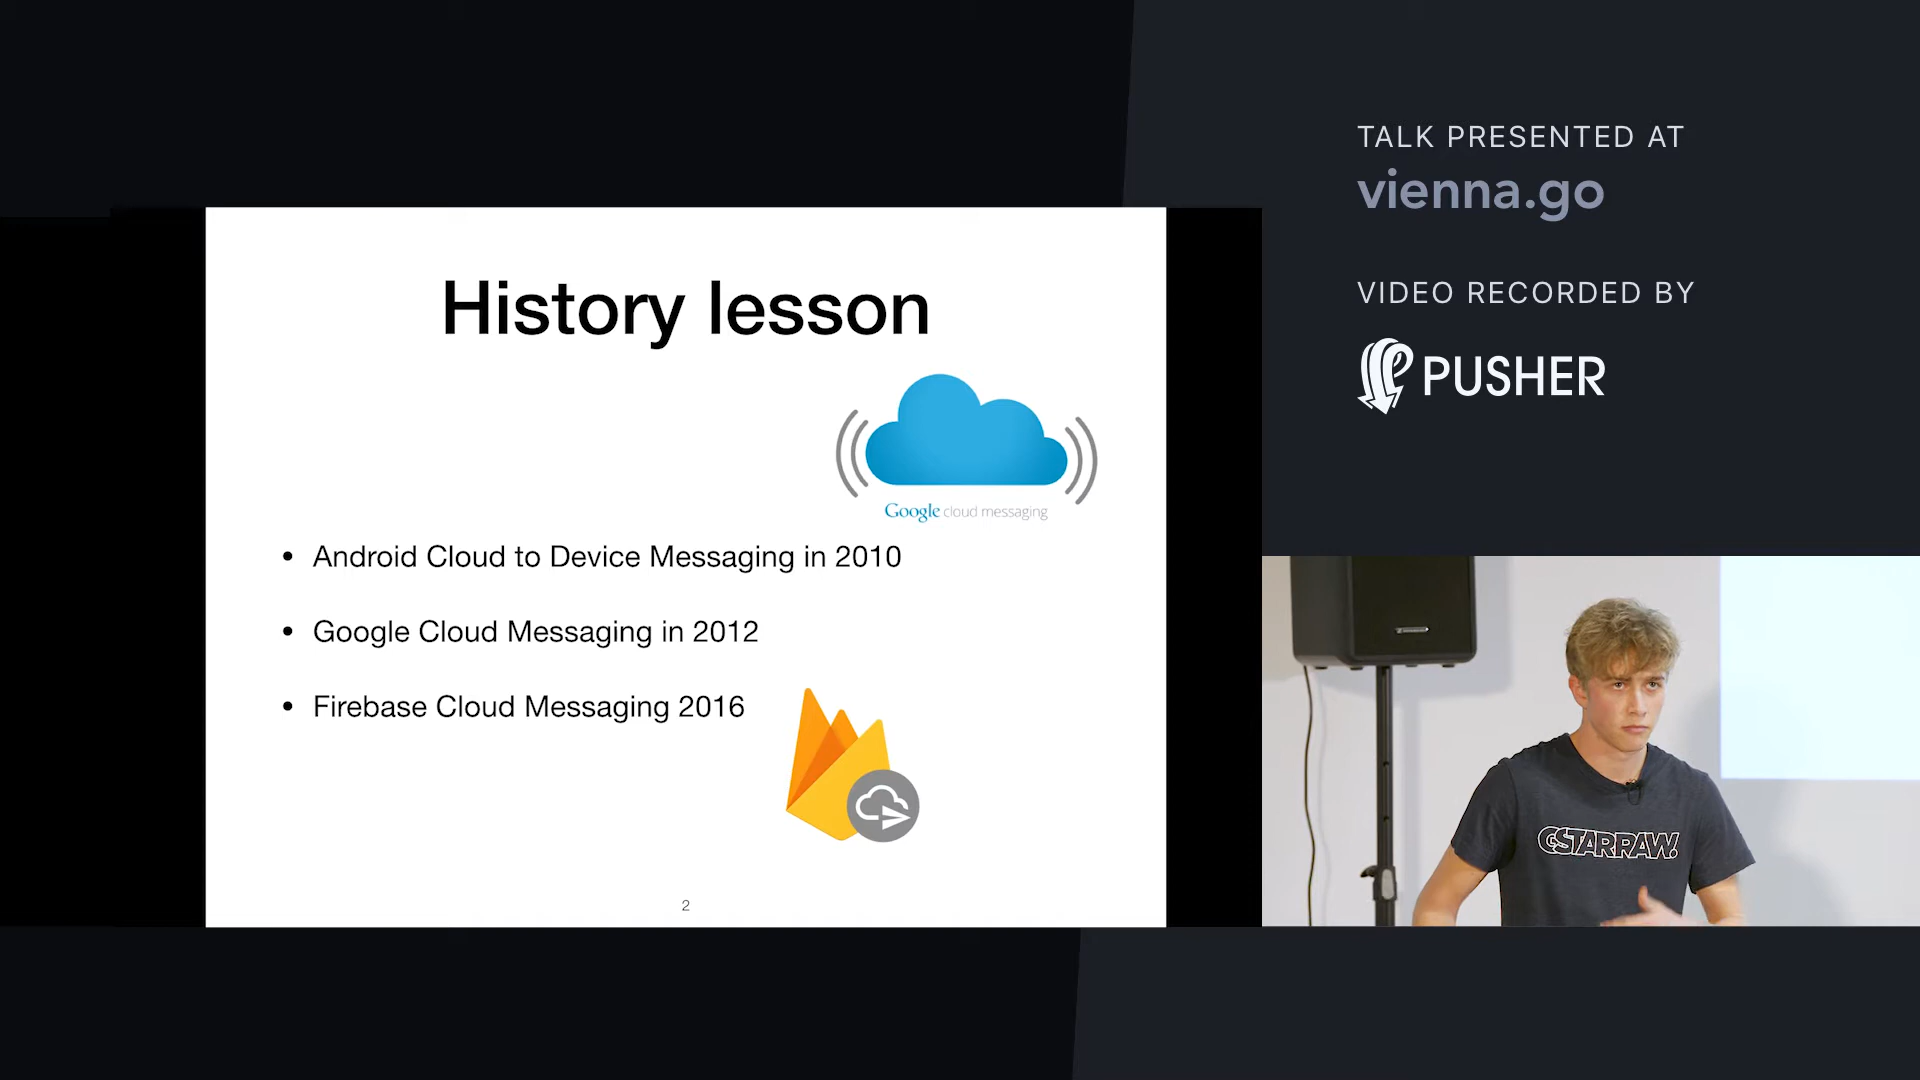 TALK PRESENTED AT
vienna.go
VIDEO RECORDED BY
PUSHER
History lesson
Google cloud messaging
• Android Cloud to Device Messaging in 2010
• Google Cloud Messaging in 2012
• Firebase Cloud Messaging 2016
2
GSTARRAW.